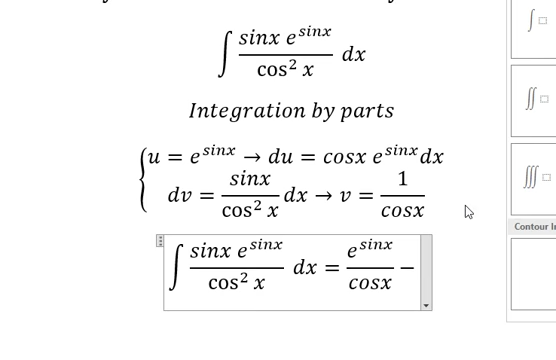 ∫ sinx e^sinx / cos² x dx
Integration by parts
{ u = e^sinx → du = cosx e^sinx dx
dv = sinx / cos² x dx → v = 1 / cosx
∫ sinx e^sinx / cos² x dx = e^sinx / cosx −
∫
∬
∭
Contour I